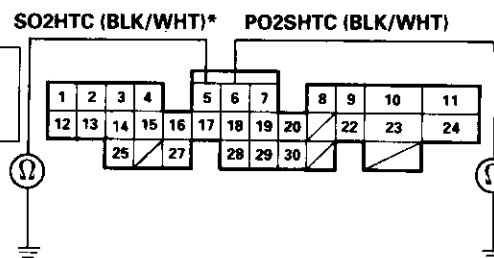 SO2HTC (BLK/WHT)* PO2SHTC (BLK/WHT)
1 2 3 4 5 6 7 8 9 10 11
12 13 14 15 16 17 18 19 20 22 23 24
25 27 28 29 30
Ω Ω